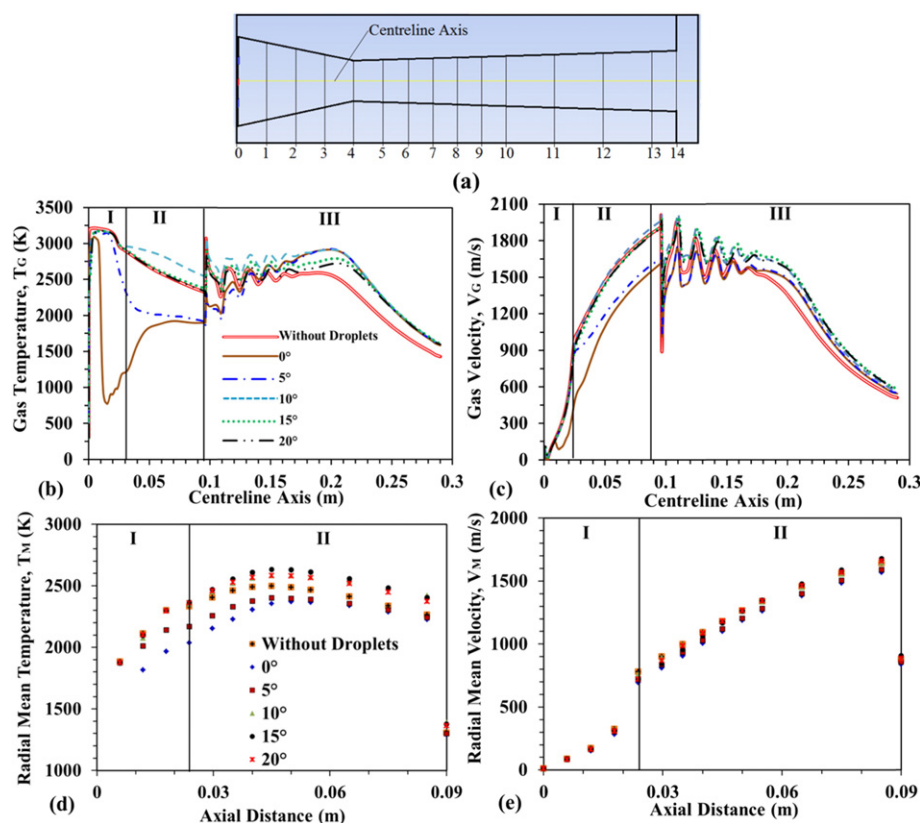 Centreline Axis
0 1 2 3 4 5 6 7 8 9 10 11 12 13 14
(a)
Gas Temperature, T_G (K)
3500
3000
2500
2000
1500
1000
500
0
I II III
Without Droplets
0°
5°
10°
15°
20°
0 0.05 0.1 0.15 0.2 0.25 0.3
(b) Centreline Axis (m)
Gas Velocity, V_G (m/s)
2100
1800
1500
1200
900
600
300
0
I II III
0 0.05 0.1 0.15 0.2 0.25 0.3
(c) Centreline Axis (m)
Radial Mean Temperature, T_M (K)
3000
2500
2000
1500
1000
I II
Without Droplets
0°
5°
10°
15°
20°
0 0.03 0.06 0.09
(d) Axial Distance (m)
Radial Mean Velocity, V_M (m/s)
2000
1500
1000
500
0
I II
0 0.03 0.06 0.09
(e) Axial Distance (m)